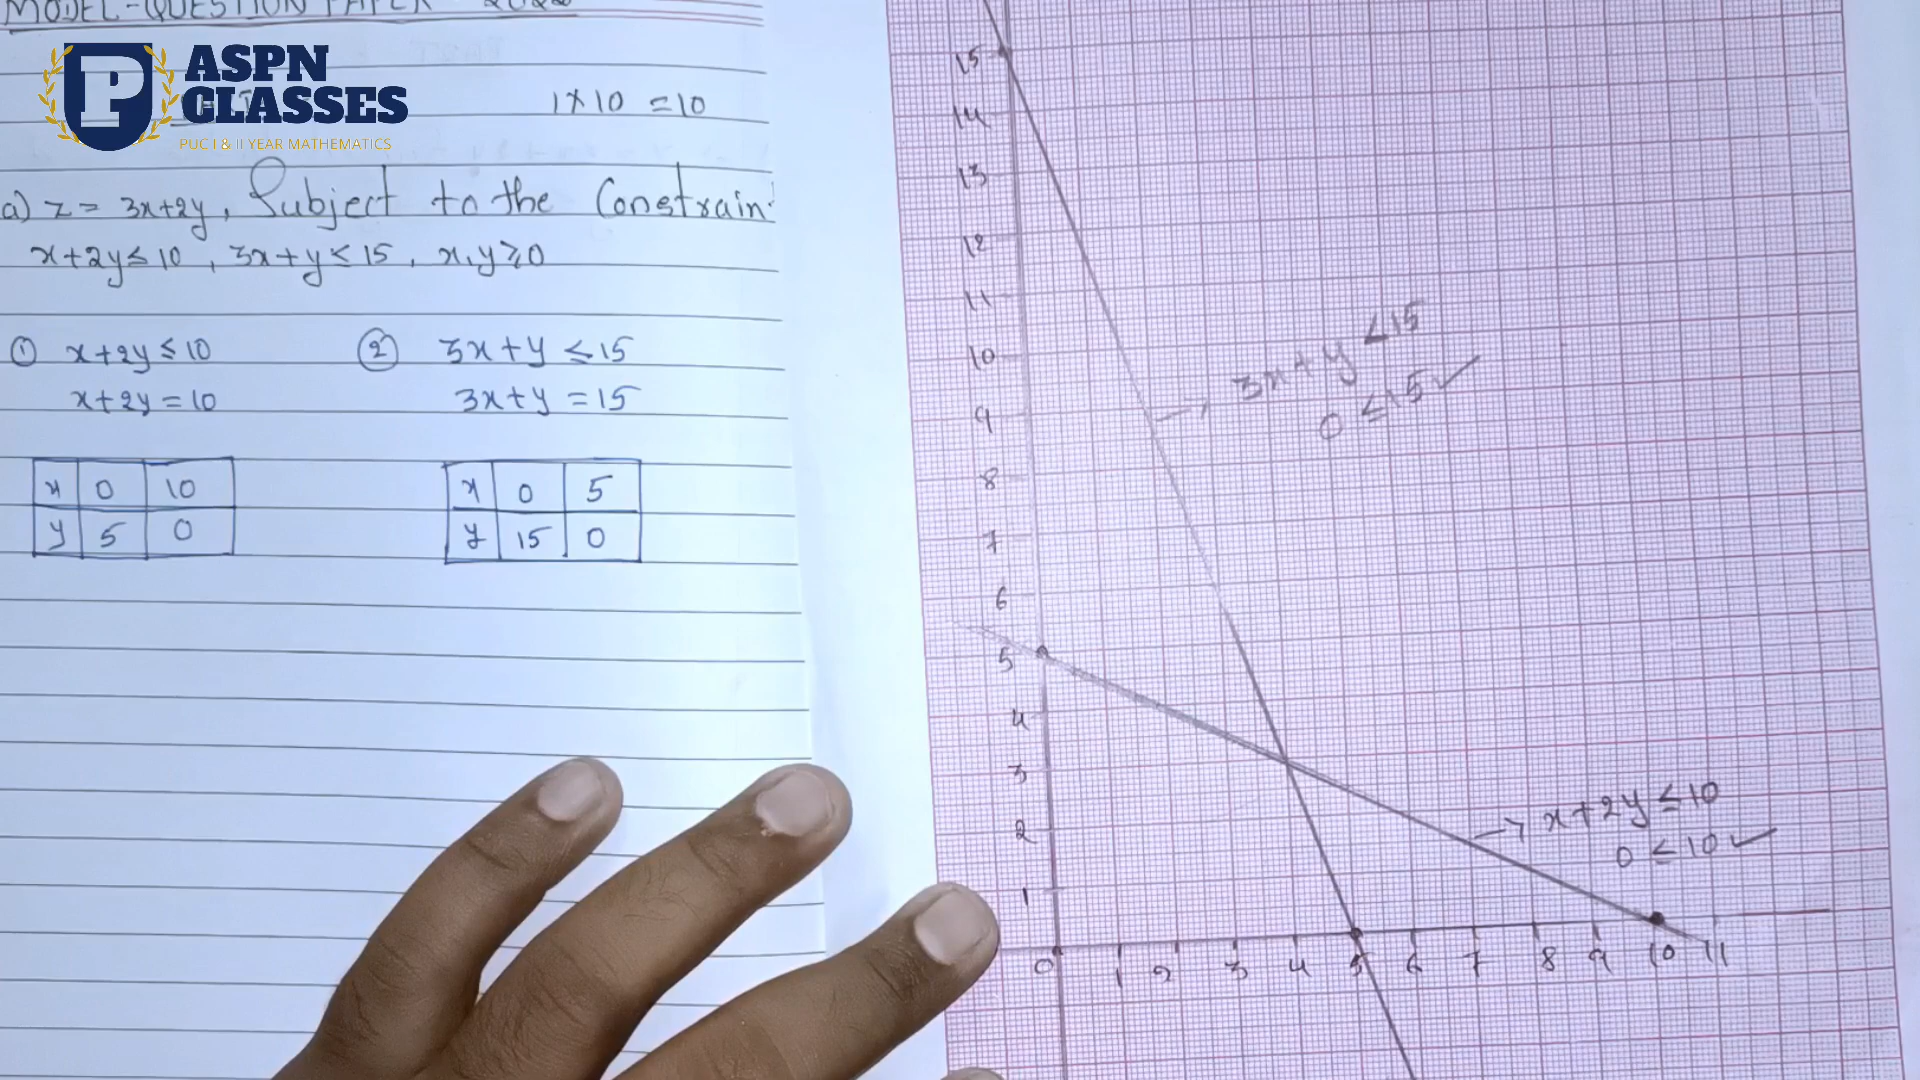 MODEL-QUESTION PAPER
ASPN
CLASSES
PUC I & II YEAR MATHEMATICS
1×10 =10
a) z = 3x+2y, Subject to the Constrain
x+2y≤10, 3x+y<15, x,y≥0
① x+2y≤10
x+2y=10
② 3x+y≤15
3x+y=15
x 0 10
y 5 0
x 0 5
y 15 0
15
14
13
12
11
10
9
8
7
6
5
4
3
2
1
3x+y<15
0<15✓
→ x+2y≤10
0≤10✓
0 1 2 3 4 5 6 7 8 9 10 11